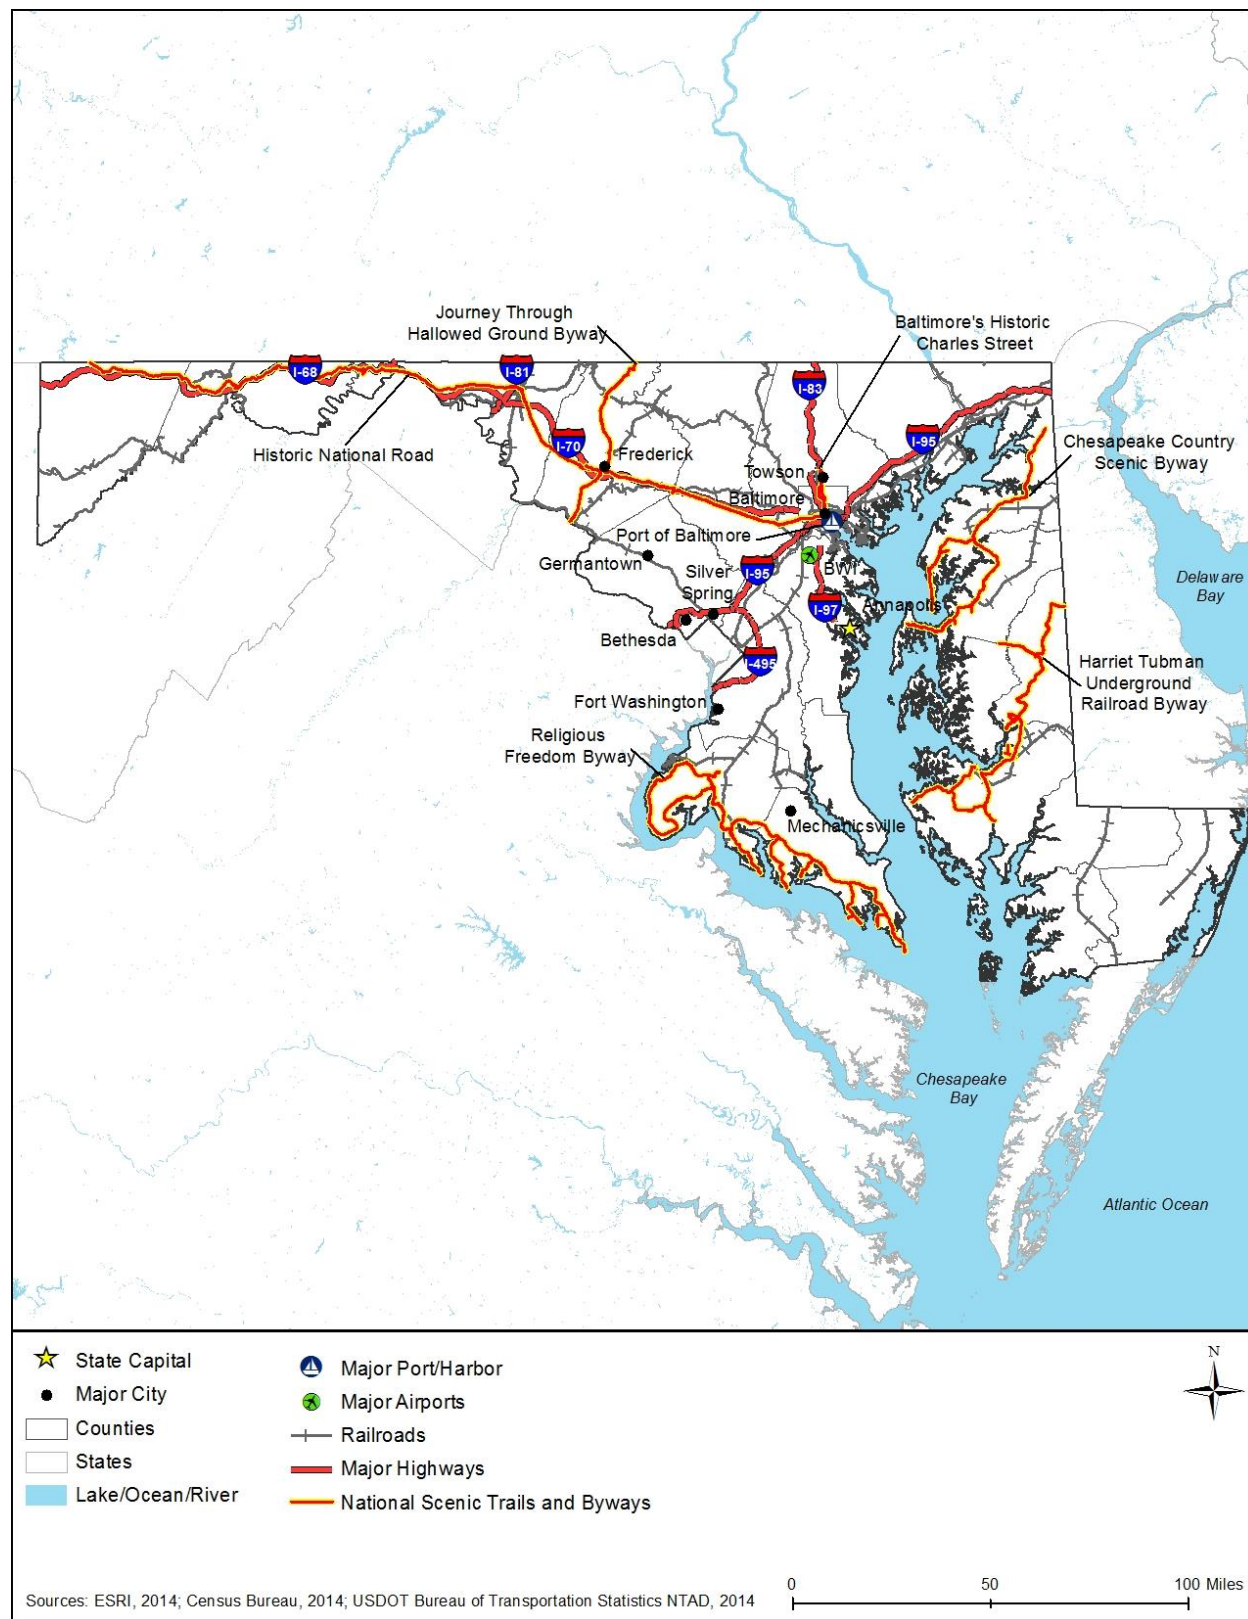 Journey Through
Hallowed Ground Byway
Baltimore's Historic
Charles Street
I-68
I-81
I-83
I-70
I-95
Historic National Road
Frederick
Towson
Chesapeake Country
Scenic Byway
Baltimore
Port of Baltimore
Germantown
Silver
Spring
I-95
BWI
Delaware
Bay
I-97
Annapolis
Bethesda
I-495
Harriet Tubman
Underground
Railroad Byway
Fort Washington
Religious
Freedom Byway
Mechanicsville
Chesapeake
Bay
Atlantic Ocean
State Capital
Major City
Counties
States
Lake/Ocean/River
Major Port/Harbor
Major Airports
Railroads
Major Highways
National Scenic Trails and Byways
N
0 50 100 Miles
Sources: ESRI, 2014; Census Bureau, 2014; USDOT Bureau of Transportation Statistics NTAD, 2014